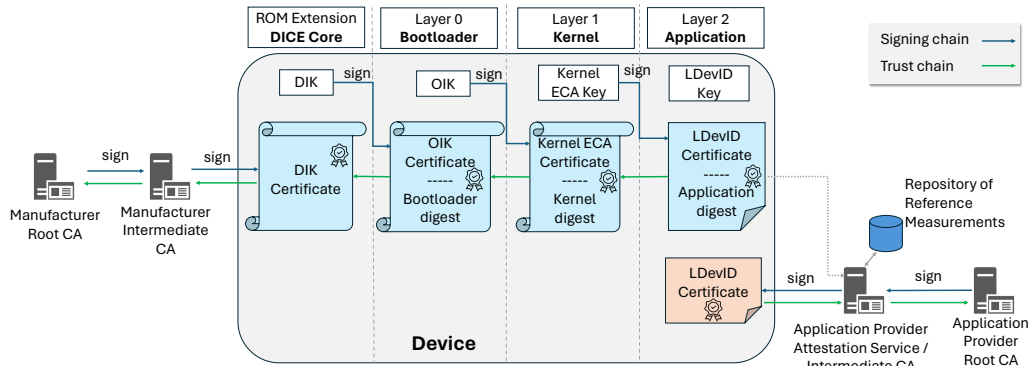 ROM Extension
DICE Core
Layer 0
Bootloader
Layer 1
Kernel
Layer 2
Application
Signing chain
Trust chain
DIK
sign
OIK
sign
Kernel
ECA Key
sign
LDevID
Key
DIK
Certificate
OIK
Certificate
-----
Bootloader
digest
Kernel ECA
Certificate
-----
Kernel
digest
LDevID
Certificate
-----
Application
digest
sign
sign
Manufacturer
Root CA
Manufacturer
Intermediate
CA
Repository of
Reference
Measurements
LDevID
Certificate
sign
sign
Application Provider
Attestation Service /
Intermediate CA
Application
Provider
Root CA
Device